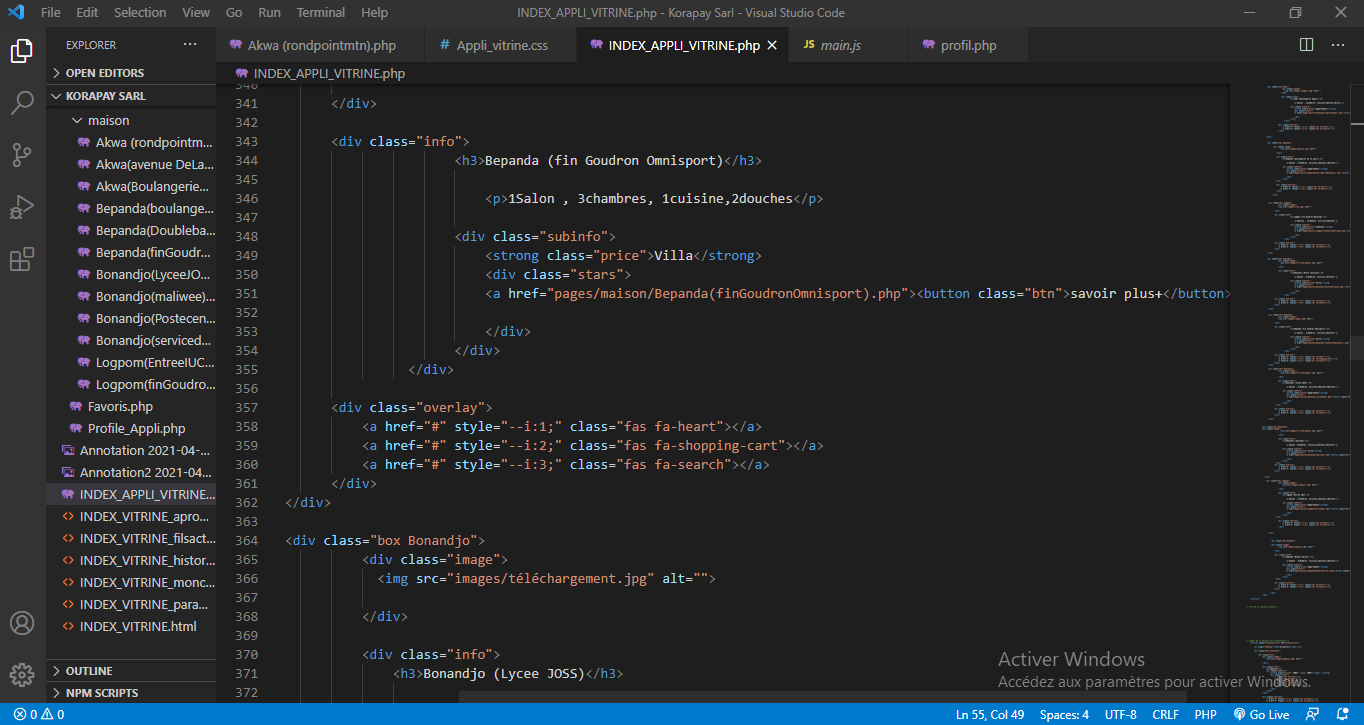 File Edit Selection View Go Run Terminal Help INDEX_APPLI_VITRINE.php - Korapay Sarl - Visual Studio Code
EXPLORER
Akwa (rondpointmtn).php # Appli_vitrine.css INDEX_APPLI_VITRINE.php JS main.js profil.php
OPEN EDITORS
INDEX_APPLI_VITRINE.php
KORAPAY SARL
maison
Akwa (rondpointm...
Akwa(avenue DeLa...
Akwa(Boulangerie...
Bepanda(boulange...
Bepanda(Doubleba...
Bepanda(finGoudr...
Bonandjo(LyceeJO...
Bonandjo(maliwee)...
Bonandjo(Postecen...
Bonandjo(serviced...
Logpom(EntreeIUC...
Logpom(finGoudro...
Favoris.php
Profile_Appli.php
Annotation 2021-04-...
Annotation2 2021-04...
INDEX_APPLI_VITRINE...
INDEX_VITRINE_apro...
INDEX_VITRINE_filsact...
INDEX_VITRINE_histor...
INDEX_VITRINE_monc...
INDEX_VITRINE_para...
INDEX_VITRINE.html
OUTLINE
NPM SCRIPTS
340
341 </div>
342
343 <div class="info">
344 <h3>Bepanda (fin Goudron Omnisport)</h3>
345
346 <p>1Salon , 3chambres, 1cuisine,2douches</p>
347
348 <div class="subinfo">
349 <strong class="price">Villa</strong>
350 <div class="stars">
351 <a href="pages/maison/Bepanda(finGoudronOmnisport).php"><button class="btn">savoir plus+</button>
352
353 </div>
354 </div>
355 </div>
356
357 <div class="overlay">
358 <a href="#" style="--i:1;" class="fas fa-heart"></a>
359 <a href="#" style="--i:2;" class="fas fa-shopping-cart"></a>
360 <a href="#" style="--i:3;" class="fas fa-search"></a>
361 </div>
362 </div>
363
364 <div class="box Bonandjo">
365 <div class="image">
366 <img src="images/téléchargement.jpg" alt="">
367
368 </div>
369
370 <div class="info">
371 <h3>Bonandjo (Lycee JOSS)</h3>
372
Activer Windows
Accédez aux paramètres pour activer Windows.
0 0 Ln 55, Col 49 Spaces: 4 UTF-8 CRLF PHP Go Live